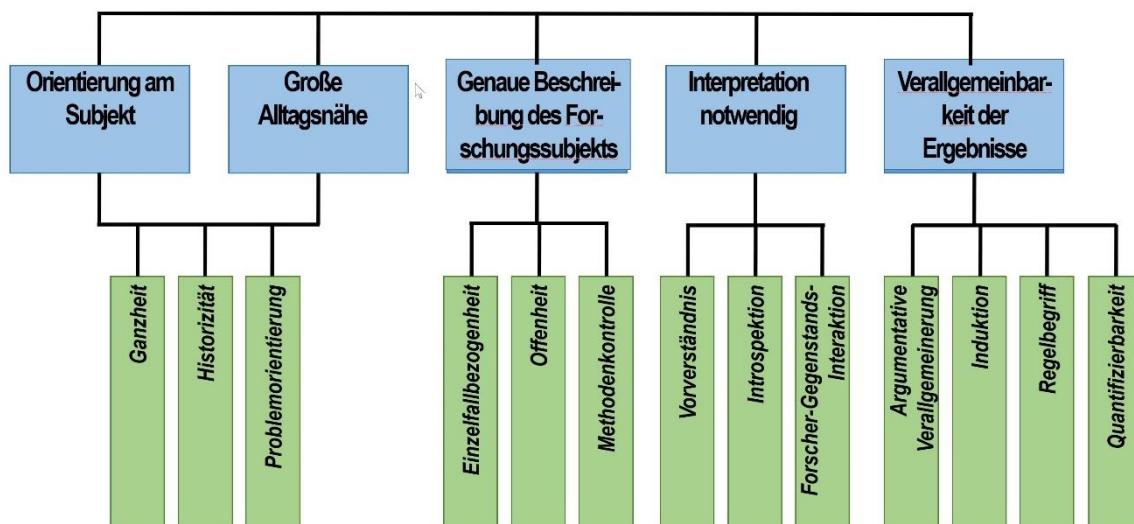 Orientierung am
Subjekt
Große
Alltagsnähe
Genaue Beschrei-
bung des For-
schungssubjekts
Interpretation
notwendig
Verallgemeinbar-
keit der
Ergebnisse
Ganzheit
Historizität
Problemorientierung
Einzelfallbezogenheit
Offenheit
Methodenkontrolle
Vorverständnis
Introspektion
Forscher-Gegenstands-
Interaktion
Argumentative
Verallgemeinerung
Induktion
Regelbegriff
Quantifizierbarkeit